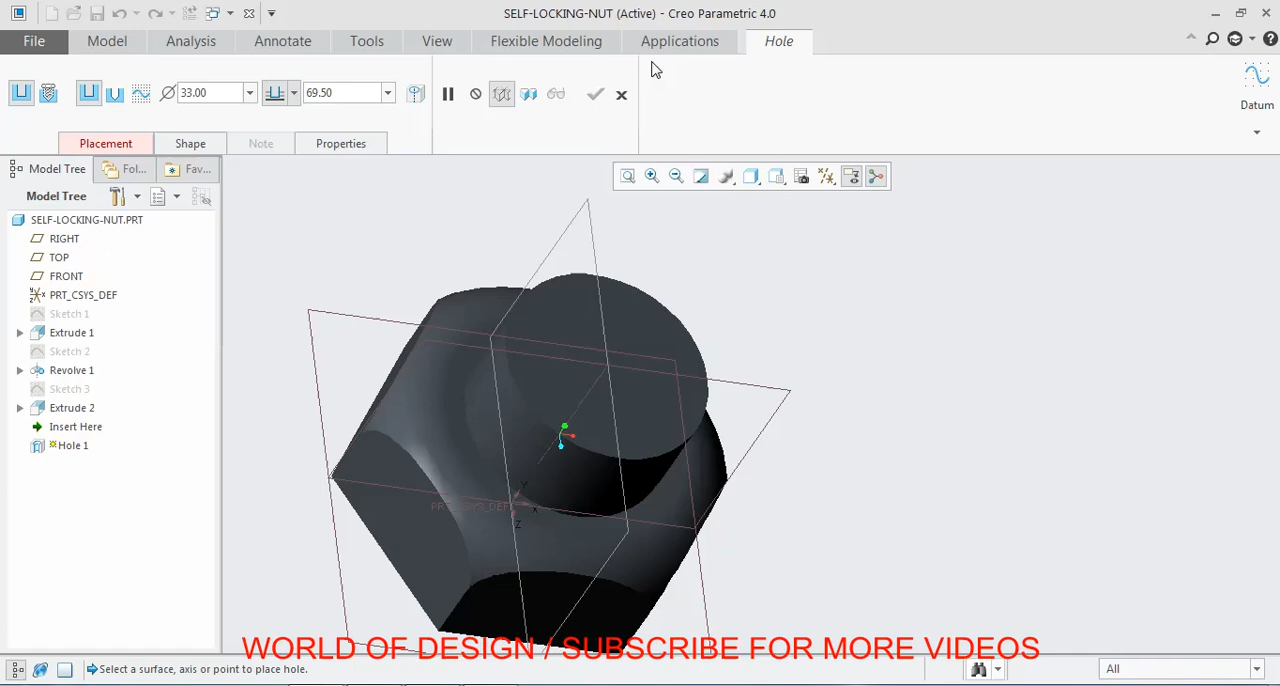 SELF-LOCKING-NUT (Active) - Creo Parametric 4.0
File Model Analysis Annotate Tools View Flexible Modeling Applications Hole
33.00 69.50
Datum
Placement Shape Note Properties
Model Tree Fol... Fav...
Model Tree
SELF-LOCKING-NUT.PRT
RIGHT
TOP
FRONT
PRT_CSYS_DEF
Sketch 1
Extrude 1
Sketch 2
Revolve 1
Sketch 3
Extrude 2
Insert Here
Hole 1
Y
PRT_CSYS_DEF X
Z
WORLD OF DESIGN / SUBSCRIBE FOR MORE VIDEOS
Select a surface, axis or point to place hole.
All